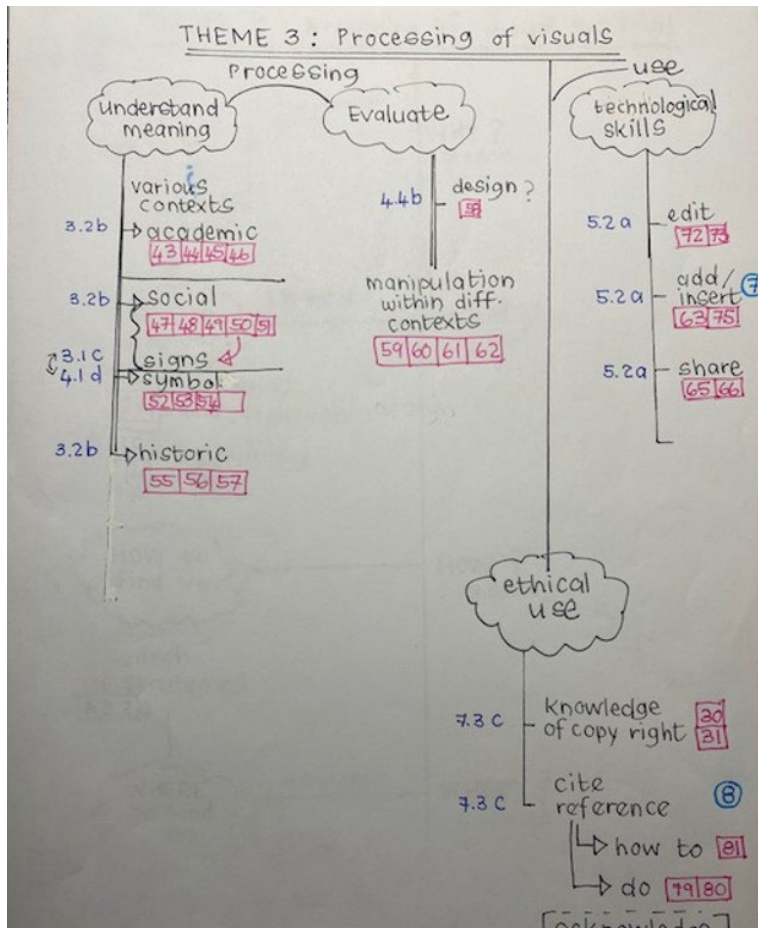 THEME 3: Processing of visuals
processing
use
understand
meaning
Evaluate
technological
skills
various
contexts
3.2b academic
43 44 45 46
3.2b social
47 48 49 50 51
3.1c signs
4.1d symbol
52 53 54
3.2b historic
55 56 57
4.4b design?
58
manipulation
within diff.
contexts
59 60 61 62
5.2a edit
72 73
5.2a add/
insert 7
63 75
5.2a share
65 66
ethical
use
7.3c knowledge 30
of copy right 31
7.3c cite
reference 8
how to 81
do 79 80